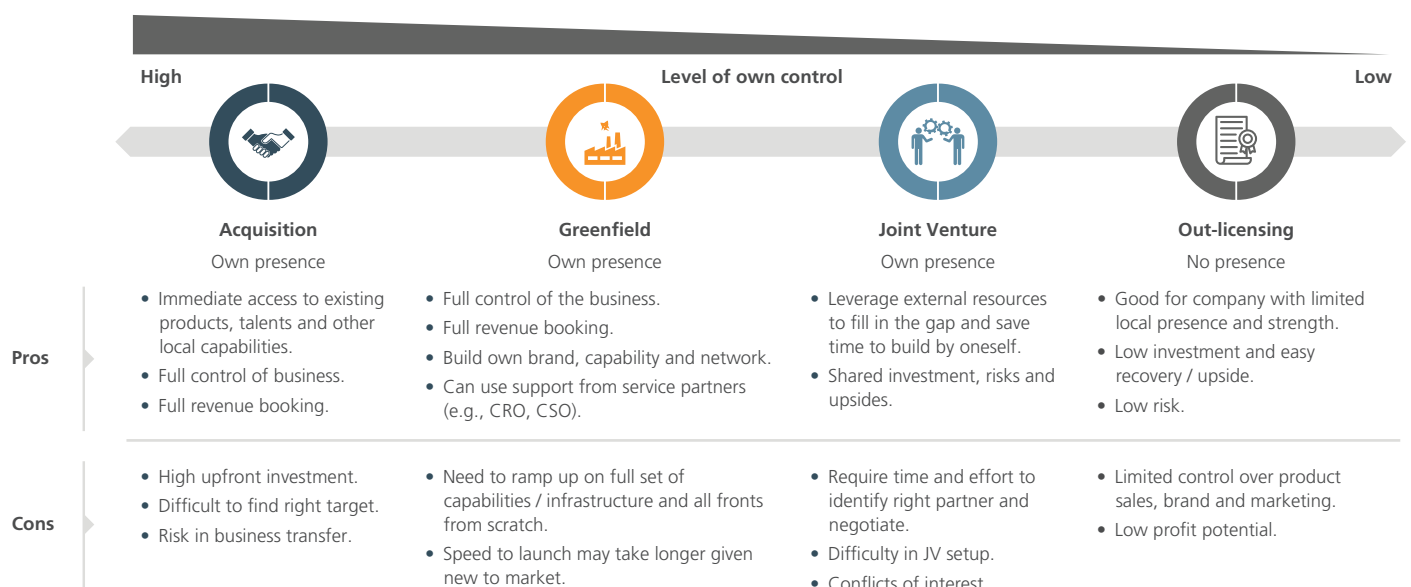 High
Level of own control
Low
Acquisition
Own presence
Greenfield
Own presence
Joint Venture
Own presence
Out-licensing
No presence
Pros
• Immediate access to existing
products, talents and other
local capabilities.
• Full control of business.
• Full revenue booking.
• Full control of the business.
• Full revenue booking.
• Build own brand, capability and network.
• Can use support from service partners
(e.g., CRO, CSO).
• Leverage external resources
to fill in the gap and save
time to build by oneself.
• Shared investment, risks and
upsides.
• Good for company with limited
local presence and strength.
• Low investment and easy
recovery / upside.
• Low risk.
Cons
• High upfront investment.
• Difficult to find right target.
• Risk in business transfer.
• Need to ramp up on full set of
capabilities / infrastructure and all fronts
from scratch.
• Speed to launch may take longer given
new to market.
• Require time and effort to
identify right partner and
negotiate.
• Difficulty in JV setup.
• Conflicts of interest
• Limited control over product
sales, brand and marketing.
• Low profit potential.